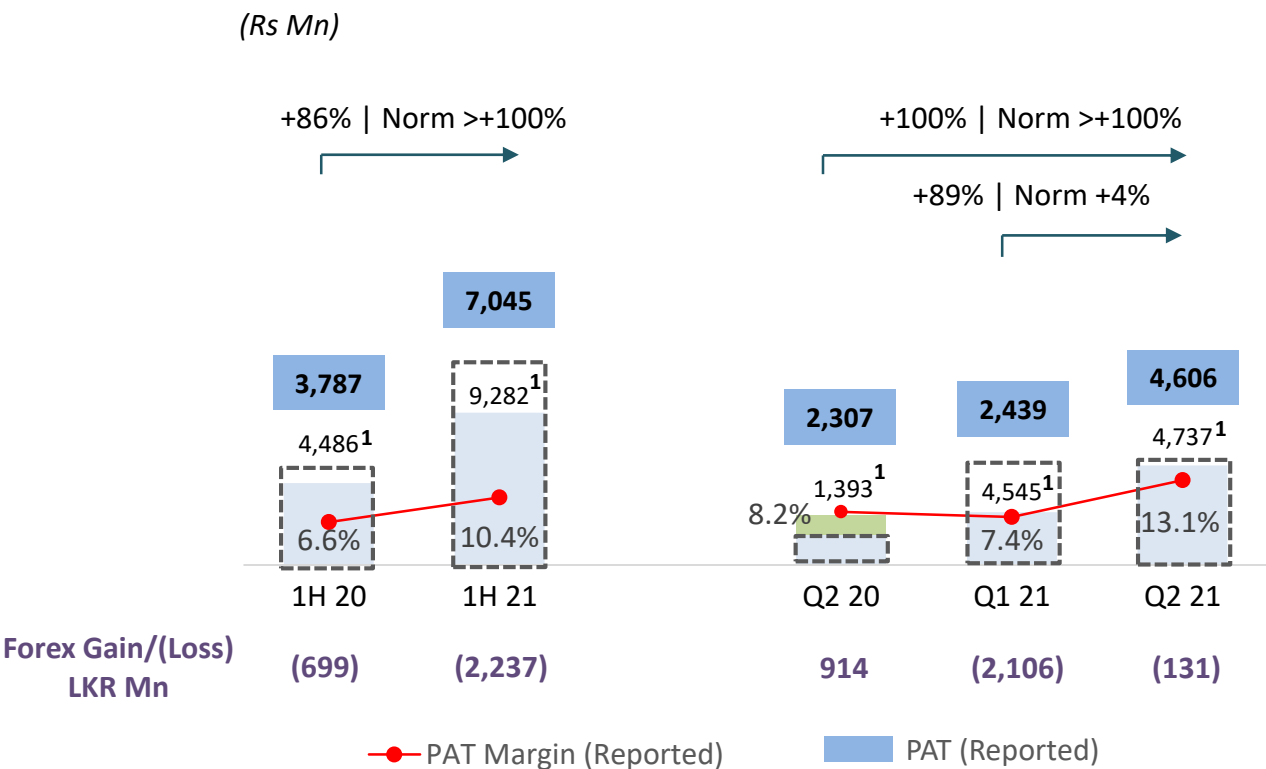 (Rs Mn)
+86% | Norm >+100%
+100% | Norm >+100%
+89% | Norm +4%
7,045
3,787
4,606
2,439
2,307
9,282¹
4,486¹
4,737¹
1,393¹
4,545¹
8.2%
6.6%
10.4%
7.4%
13.1%
1H 20
1H 21
Q2 20
Q1 21
Q2 21
Forex Gain/(Loss)
LKR Mn
(699)
(2,237)
914
(2,106)
(131)
PAT Margin (Reported)
PAT (Reported)